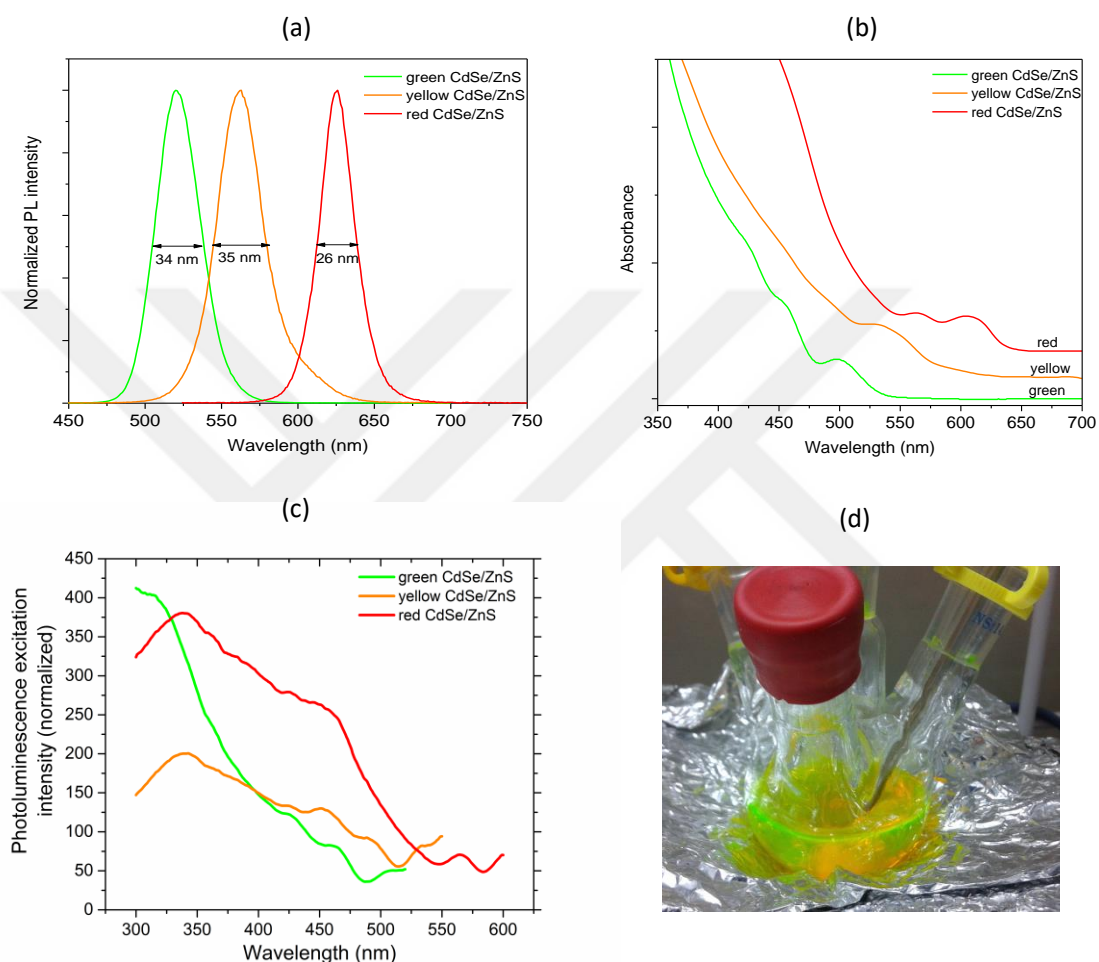 (a)
Normalized PL intensity
green CdSe/ZnS
yellow CdSe/ZnS
red CdSe/ZnS
34 nm
35 nm
26 nm
450 500 550 600 650 700 750
Wavelength (nm)
(b)
Absorbance
green CdSe/ZnS
yellow CdSe/ZnS
red CdSe/ZnS
red
yellow
green
350 400 450 500 550 600 650 700
Wavelength (nm)
(c)
Photoluminescence excitation
intensity (normalized)
450
400
350
300
250
200
150
100
50
0
green CdSe/ZnS
yellow CdSe/ZnS
red CdSe/ZnS
300 350 400 450 500 550 600
Wavelength (nm)
(d)